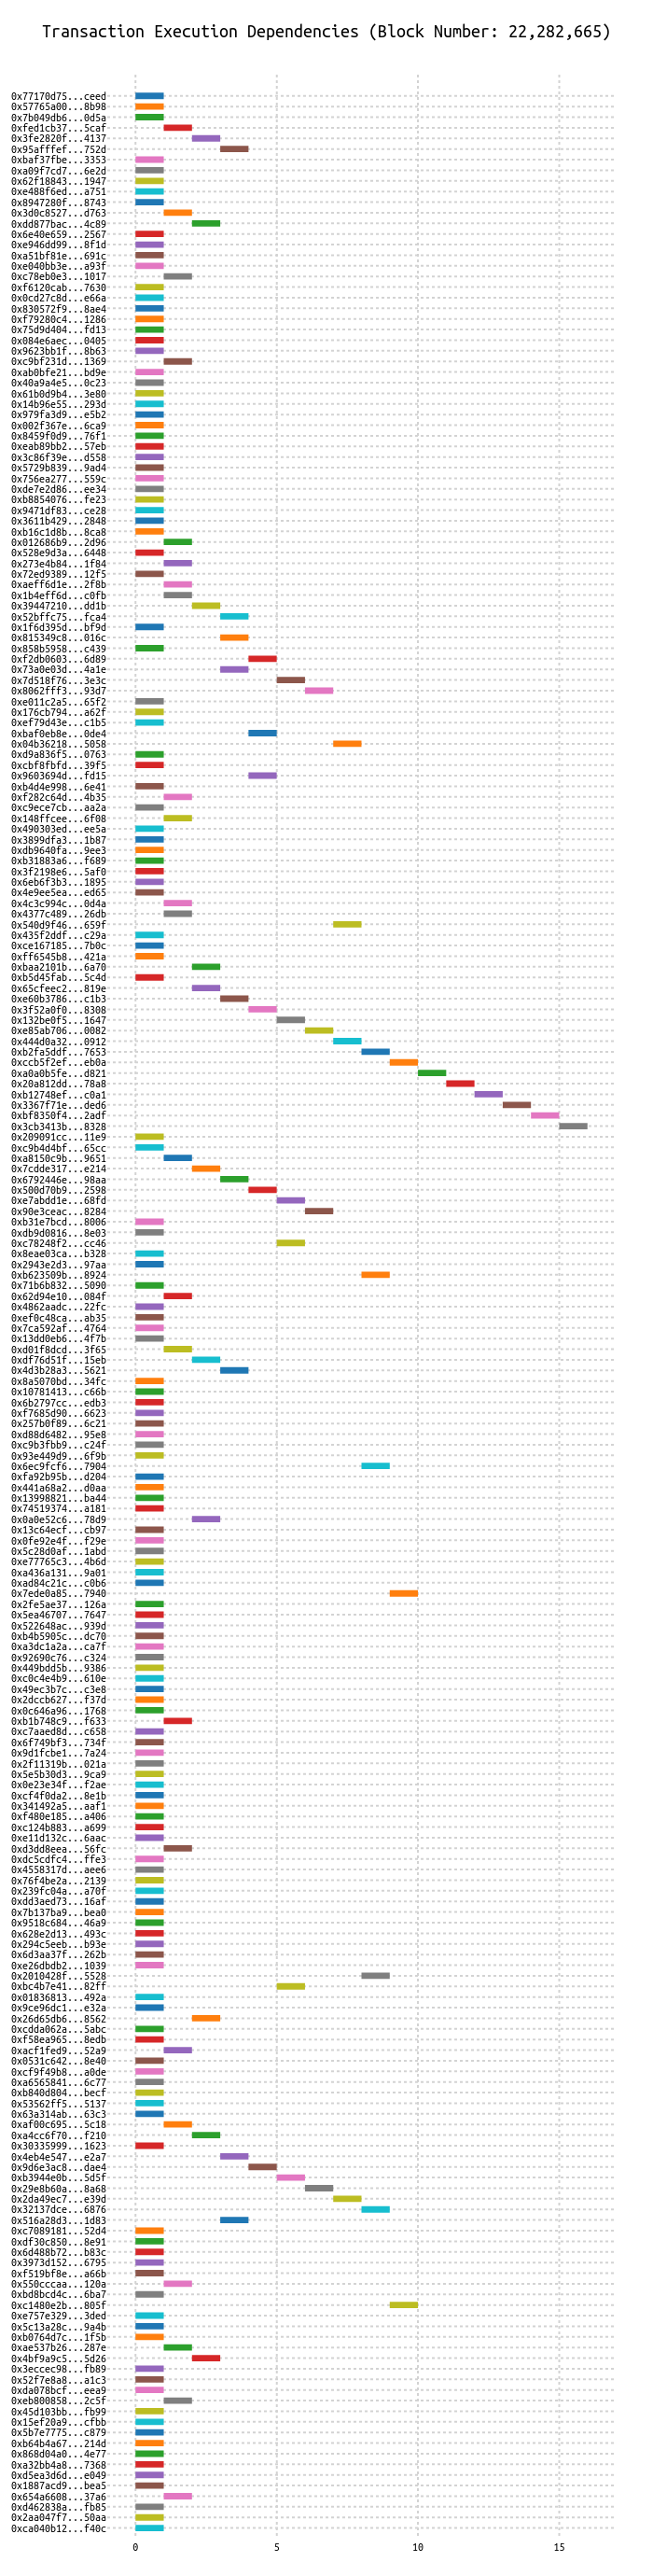 Transaction Execution Dependencies (Block Number: 22,282,665)
0x77170d75...ceed
0x57765a00...8b98
0x7b049db6...0d5a
0xfed1cb37...5caf
0x3fe2820f...4137
0x95afffef...752d
0xbaf37fbe...3353
0xa09f7cd7...6e2d
0x62f18843...1947
0xe488f6ed...a751
0x8947280f...8743
0x3d0c8527...d763
0xdd877bac...4c89
0x6e40e659...2567
0xe946dd99...8f1d
0xa51bf81e...691c
0xe040bb3e...a93f
0xc78eb0e3...1017
0xf6120cab...7630
0x0cd27c8d...e66a
0x830572f9...8ae4
0xf79280c4...1286
0x75d9d404...fd13
0x084e6aec...0405
0x9623bb1f...8b63
0xc9bf231d...1369
0xab0bfe21...bd9e
0x40a9a4e5...0c23
0x61b0d9b4...3e80
0x14b96e55...293d
0x979fa3d9...e5b2
0x002f367e...6ca9
0x8459f0d9...76f1
0xeab89bb2...57eb
0x3c86f39e...d558
0x5729b839...9ad4
0x756ea277...559c
0xde7e2d86...ee34
0xb8854076...fe23
0x9471df83...ce28
0x3611b429...2848
0xb16c1d8b...8ca8
0x012686b9...2d96
0x528e9d3a...6448
0x273e4b84...1f84
0x72ed9389...12f5
0xaeff6d1e...2f8b
0x1b4eff6d...c0fb
0x39447210...dd1b
0x52bffc75...fca4
0x1f6d395d...bf9d
0x815349c8...016c
0x858b5958...c439
0xf2db0603...6d89
0x73a0e03d...4a1e
0x7d518f76...3e3c
0x8062fff3...93d7
0xe011c2a5...65f2
0x176cb794...a62f
0xef79d43e...c1b5
0xbaf0eb8e...0de4
0x04b36218...5058
0xd9a836f5...0763
0xcbf8fbfd...39f5
0x9603694d...fd15
0xb4d4e998...6e41
0xf282c64d...4b35
0xc9ece7cb...aa2a
0x148ffcee...6f08
0x490303ed...ee5a
0x3899dfa3...1b87
0xdb9640fa...9ee3
0xb31883a6...f689
0x3f2198e6...5af0
0x6eb6f3b3...1895
0x4e9ee5ea...ed65
0x4c3c994c...0d4a
0x4377c489...26db
0x540d9f46...659f
0x435f2ddf...c29a
0xce167185...7b0c
0xff6545b8...421a
0xbaa2101b...6a70
0xb5d45fab...5c4d
0x65cfeec2...819e
0xe60b3786...c1b3
0x3f52a0f0...8308
0x132be0f5...1647
0xe85ab706...0082
0x444d0a32...0912
0xb2fa5ddf...7653
0xccb5f2ef...eb0a
0xa0a0b5fe...d821
0x20a812dd...78a8
0xb12748ef...c0a1
0x3367f71e...ded6
0xbf8350f4...2adf
0x3cb3413b...8328
0x209091cc...11e9
0xc9b4d4bf...65cc
0xa8150c9b...9651
0x7cdde317...e214
0x6792446e...98aa
0x500d70b9...2598
0xe7abdd1e...68fd
0x90e3ceac...8284
0xb31e7bcd...8006
0xdb9d0816...8e03
0xc78248f2...cc46
0x8eae03ca...b328
0x2943e2d3...97aa
0xb623509b...8924
0x71b6b832...5090
0x62d94e10...084f
0x4862aadc...22fc
0xef0c48ca...ab35
0x7ca592af...4764
0x13dd0eb6...4f7b
0xd01f8dcd...3f65
0xdf76d51f...15eb
0x4d3b28a3...5621
0x8a5070bd...34fc
0x10781413...c66b
0x6b2797cc...edb3
0xf7685d90...6623
0x257b0f89...6c21
0xd88d6482...95e8
0xc9b3fbb9...c24f
0x93e449d9...6f9b
0x6ec9fcf6...7904
0xfa92b95b...d204
0x441a68a2...d0aa
0x13998821...ba44
0x74519374...a181
0x0a0e52c6...78d9
0x13c64ecf...cb97
0x0fe92e4f...f29e
0x5c28d0af...1abd
0xe77765c3...4b6d
0xa436a131...9a01
0xad84c21c...c0b6
0x7ede0a85...7940
0x2fe5ae37...126a
0x5ea46707...7647
0x522648ac...939d
0xb4b5905c...dc70
0xa3dc1a2a...ca7f
0x92690c76...c324
0x449bdd5b...9386
0xc0c4e4b9...610e
0x49ec3b7c...c3e8
0x2dccb627...f37d
0x0c646a96...1768
0xb1b748c9...f633
0xc7aaed8d...c658
0x6f749bf3...734f
0x9d1fcbe1...7a24
0x2f11319b...021a
0x5e5b30d3...9ca9
0x0e23e34f...f2ae
0xcf4f0da2...8e1b
0x341492a5...aaf1
0xf480e185...a406
0xc124b883...a699
0xe11d132c...6aac
0xd3dd8eea...56fc
0xdc5cdfc4...ffe3
0x4558317d...aee6
0x76f4be2a...2139
0x239fc04a...a70f
0xdd3aed73...16af
0x7b137ba9...bea0
0x9518c684...46a9
0x628e2d13...493c
0x294c5eeb...b93e
0x6d3aa37f...262b
0xe26dbdb2...1039
0x2010428f...5528
0xbc4b7e41...82ff
0x01836813...492a
0x9ce96dc1...e32a
0x26d65db6...8562
0xcdda062a...5abc
0xf58ea965...8edb
0xacf1fed9...52a9
0x0531c642...8e40
0xcf9f49b8...a0de
0xa6565841...6c77
0xb840d804...becf
0x53562ff5...5137
0x63a314ab...63c3
0xaf00c695...5c18
0xa4cc6f70...f210
0x30335999...1623
0x4eb4e547...e2a7
0x9d6e3ac8...dae4
0xb3944e0b...5d5f
0x29e8b60a...8a68
0x2da49ec7...e39d
0x32137dce...6876
0x516a28d3...1d83
0xc7089181...52d4
0xdf30c850...8e91
0x6d488b72...b83c
0x3973d152...6795
0xf519bf8e...a66b
0x550cccaa...120a
0xbd8bcd4c...6ba7
0xc1480e2b...805f
0xe757e329...3ded
0x5c13a28c...9a4b
0xb0764d7c...1f5b
0xae537b26...287e
0x4bf9a9c5...5d26
0x3eccec98...fb89
0x52f7e8a8...a1c3
0xda078bcf...eea9
0xeb800858...2c5f
0x45d103bb...fb99
0x15ef20a9...cfbb
0x5b7e7775...c879
0xb64b4a67...214d
0x868d04a0...4e77
0xa32bb4a8...7368
0xd5ea3d6d...e049
0x1887acd9...bea5
0x654a6608...37a6
0xd462838a...fb85
0x2aa047f7...50aa
0xca040b12...f40c
0 5 10 15